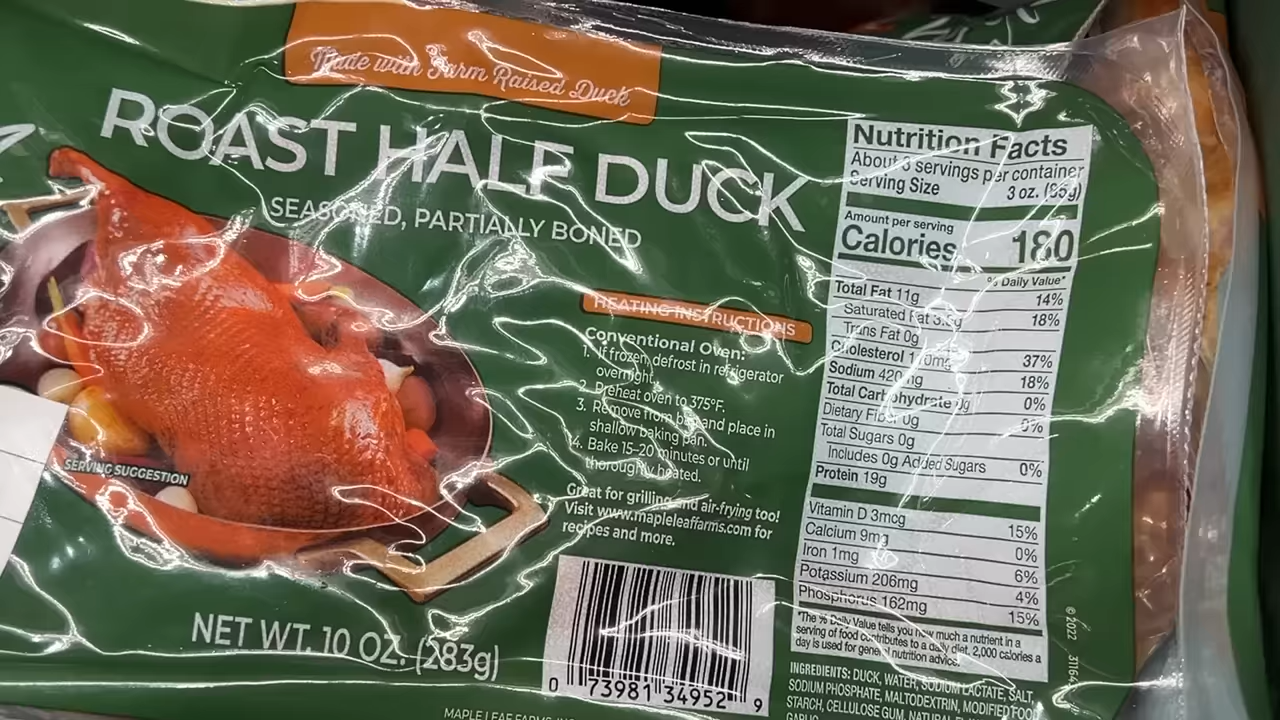 Made with Farm Raised Duck
ROAST HALF DUCK
SEASONED, PARTIALLY BONED
SERVING SUGGESTION
NET WT. 10 OZ. (283g)
HEATING INSTRUCTIONS
Conventional Oven:
1. If frozen, defrost in refrigerator
overnight.
2. Preheat oven to 375°F.
3. Remove from bag and place in
shallow baking pan.
4. Bake 15-20 minutes or until
thoroughly heated.
Great for grilling and air-frying too!
Visit www.mapleleaffarms.com for
recipes and more.
0 73981 34952 9
MAPLE LEAF FARMS, INC.
Nutrition Facts
About 3 servings per container
Serving Size 3 oz. (85g)
Amount per serving
Calories 180
% Daily Value*
Total Fat 11g 14%
Saturated Fat 18%
Trans Fat 0g
Cholesterol 37%
Sodium 420mg 18%
Total Carbohydrate 0g 0%
Dietary Fiber 0g 0%
Total Sugars 0g
Includes 0g Added Sugars 0%
Protein 19g
Vitamin D 3mcg 15%
Calcium 9mg 0%
Iron 1mg 6%
Potassium 206mg 4%
Phosphorus 162mg 15%
*The % Daily Value tells you how much a nutrient in a
serving of food contributes to a daily diet. 2,000 calories a
day is used for general nutrition advice.
INGREDIENTS: DUCK, WATER, SODIUM LACTATE, SALT,
SODIUM PHOSPHATE, MALTODEXTRIN, MODIFIED FOOD
STARCH, CELLULOSE GUM, NATURAL
© 2022